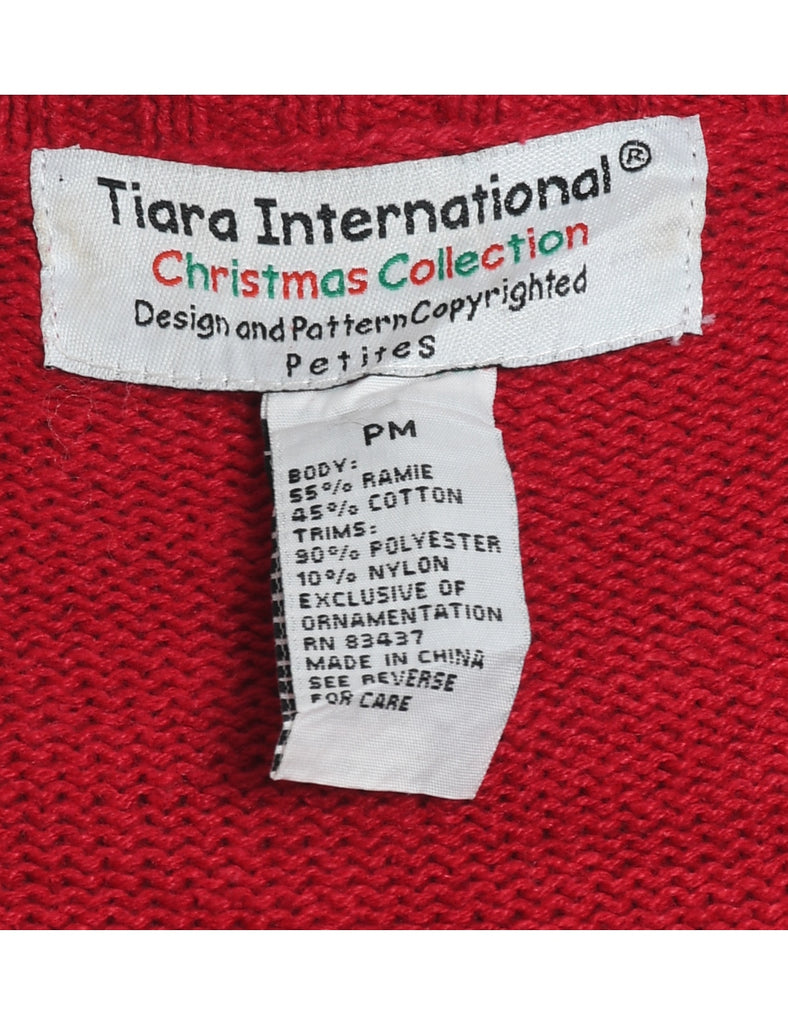 Tiara International®
Christmas Collection
Design and Pattern Copyrighted
Petites
PM
BODY:
55% RAMIE
45% COTTON
TRIMS:
90% POLYESTER
10% NYLON
EXCLUSIVE OF
ORNAMENTATION
RN 83437
MADE IN CHINA
SEE REVERSE
FOR CARE